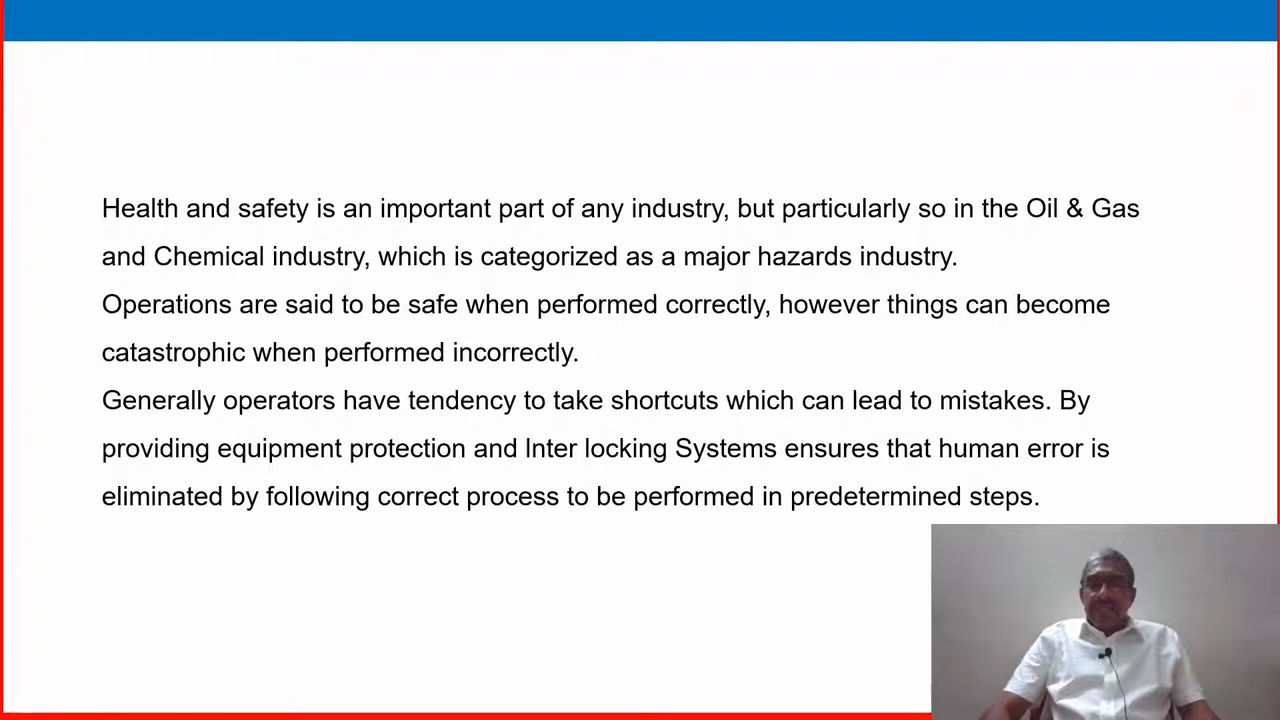 Health and safety is an important part of any industry, but particularly so in the Oil & Gas
and Chemical industry, which is categorized as a major hazards industry.
Operations are said to be safe when performed correctly, however things can become
catastrophic when performed incorrectly.
Generally operators have tendency to take shortcuts which can lead to mistakes. By
providing equipment protection and Inter locking Systems ensures that human error is
eliminated by following correct process to be performed in predetermined steps.